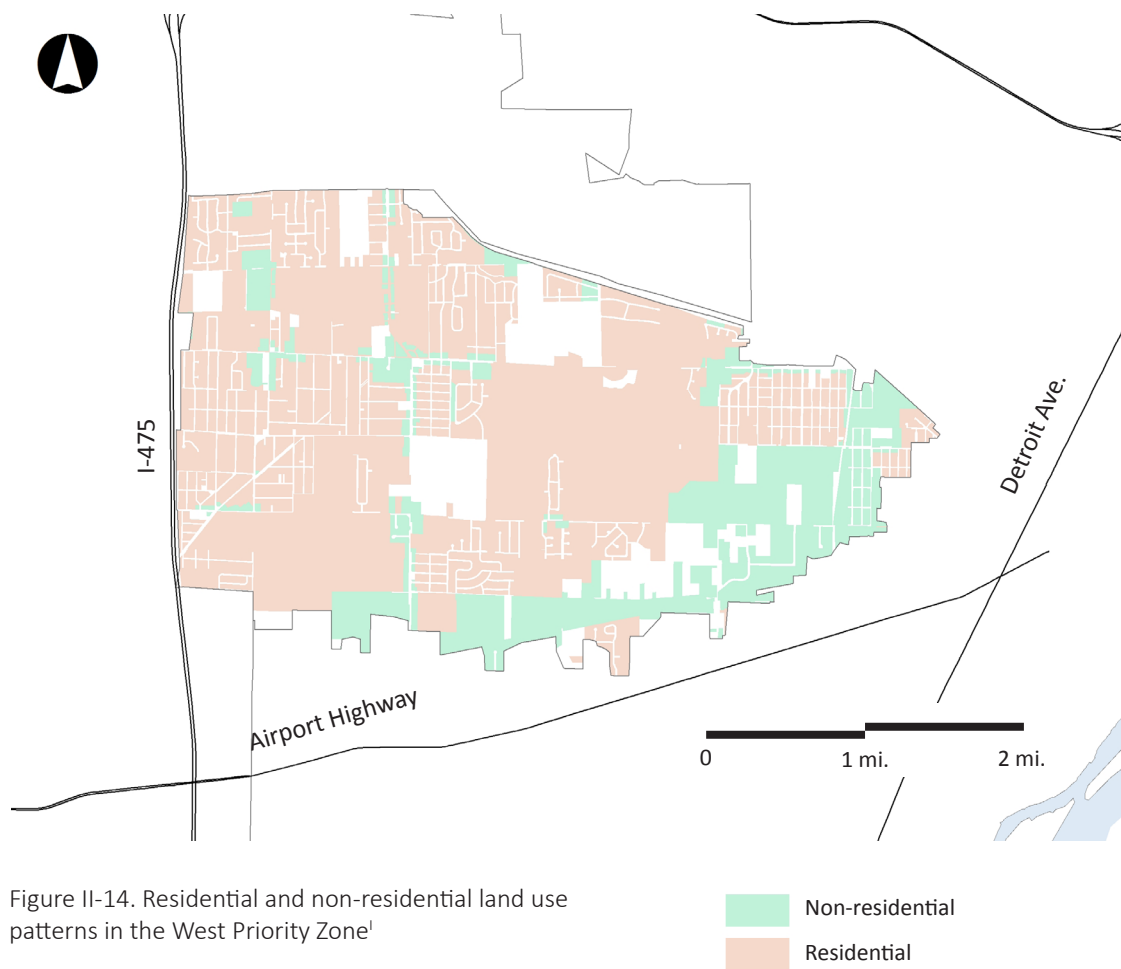 I-475
Detroit Ave.
Airport Highway
0 1 mi. 2 mi.
Figure II-14. Residential and non-residential land use
patterns in the West Priority Zoneᴵ
Non-residential
Residential